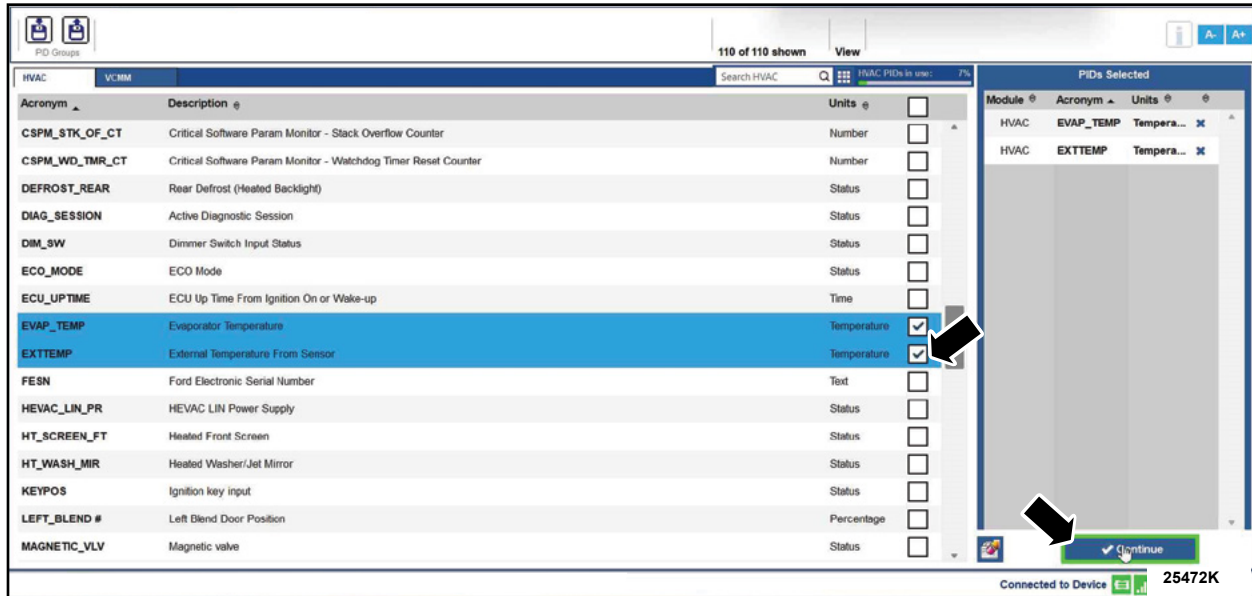 PID Groups
110 of 110 shown View
A- A+
HVAC VCMM Search HVAC HVAC PIDs in use: 7% PIDs Selected
Acronym Description Units Module Acronym Units
CSPM_STK_OF_CT Critical Software Param Monitor - Stack Overflow Counter Number HVAC EVAP_TEMP Tempera...
CSPM_WD_TMR_CT Critical Software Param Monitor - Watchdog Timer Reset Counter Number HVAC EXTTEMP Tempera...
DEFROST_REAR Rear Defrost (Heated Backlight) Status
DIAG_SESSION Active Diagnostic Session Status
DIM_SW Dimmer Switch Input Status Status
ECO_MODE ECO Mode Status
ECU_UPTIME ECU Up Time From Ignition On or Wake-up Time
EVAP_TEMP Evaporator Temperature Temperature
EXTTEMP External Temperature From Sensor Temperature
FESN Ford Electronic Serial Number Text
HEVAC_LIN_PR HEVAC LIN Power Supply Status
HT_SCREEN_FT Heated Front Screen Status
HT_WASH_MIR Heated Washer/Jet Mirror Status
KEYPOS Ignition key input Status
LEFT_BLEND # Left Blend Door Position Percentage
MAGNETIC_VLV Magnetic valve Status
Continue
Connected to Device 25472K